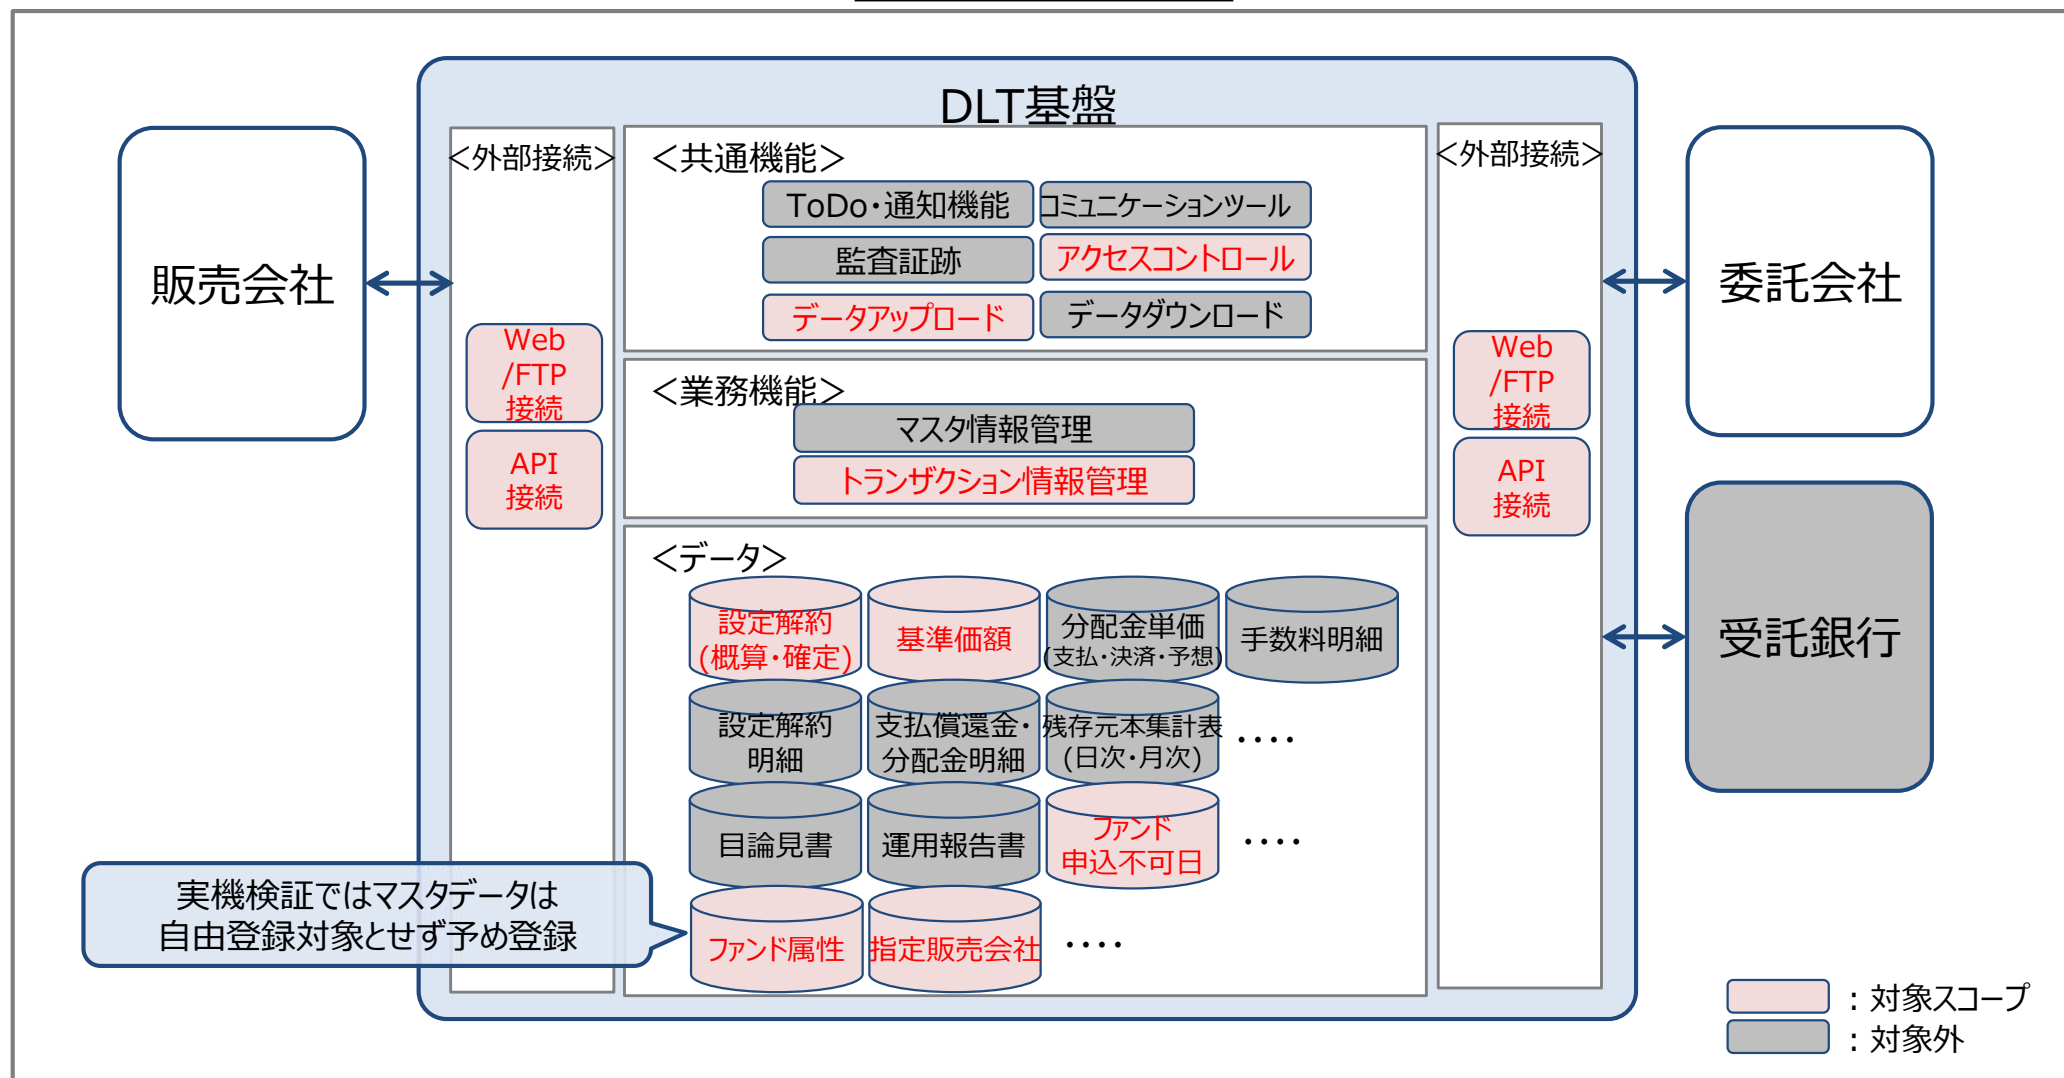 DLT基盤
販売会社
＜外部接続＞
Web
/FTP
接続
API
接続
＜共通機能＞
ToDo・通知機能
コミュニケーションツール
監査証跡
アクセスコントロール
データアップロード
データダウンロード
＜業務機能＞
マスタ情報管理
トランザクション情報管理
＜データ＞
設定解約
(概算・確定)
基準価額
分配金単価
(支払・決済・予想)
手数料明細
設定解約
明細
支払償還金・
分配金明細
残存元本集計表
(日次・月次)
････
目論見書
運用報告書
ファンド
申込不可日
････
ファンド属性
指定販売会社
････
実機検証ではマスタデータは
自由登録対象とせず予め登録
＜外部接続＞
Web
/FTP
接続
API
接続
委託会社
受託銀行
：対象スコープ
：対象外